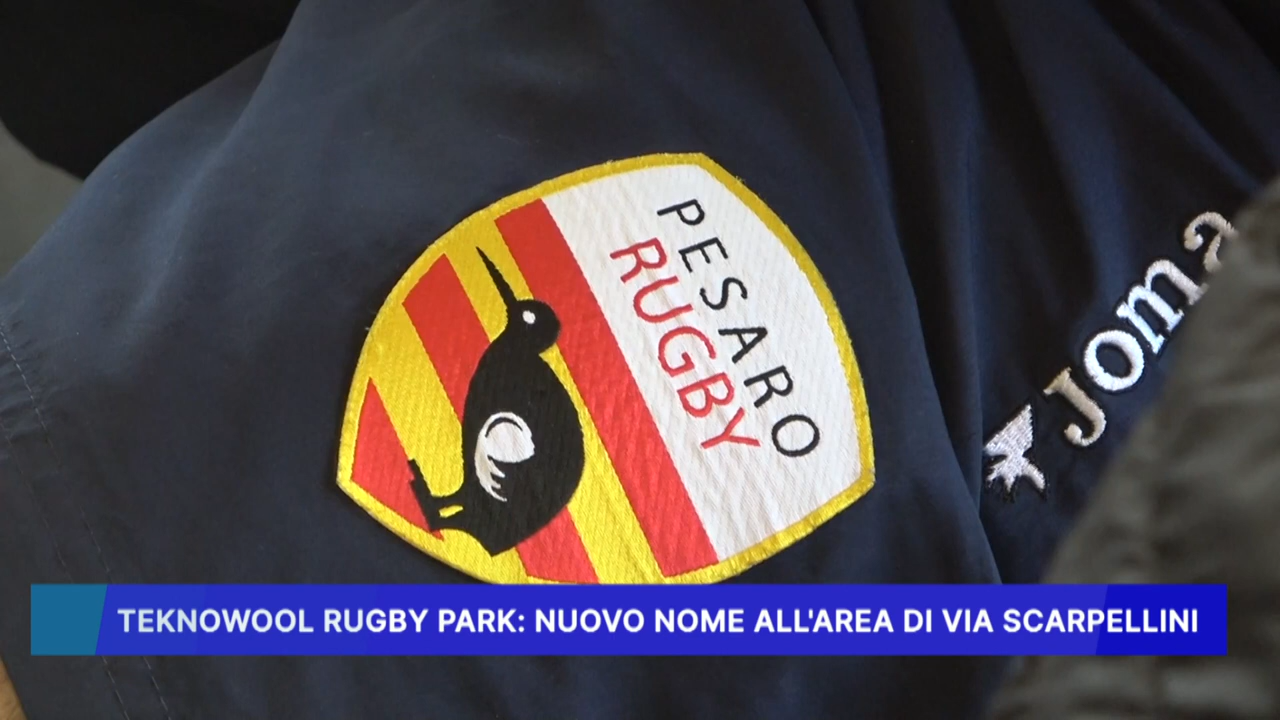 PESARO
RUGBY
Joma
TEKNOWOOL RUGBY PARK: NUOVO NOME ALL'AREA DI VIA SCARPELLINI